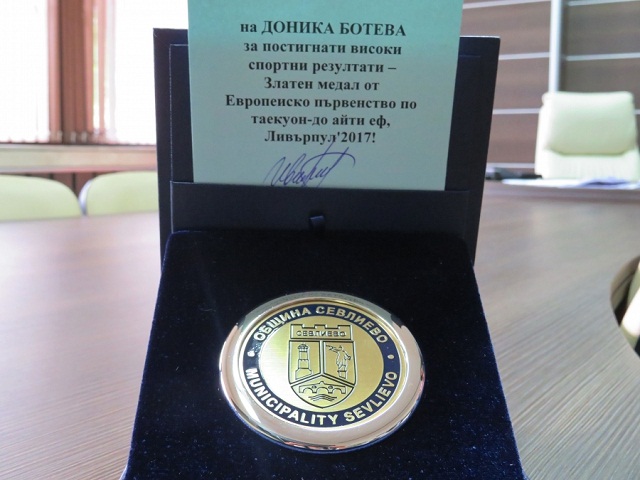 на ДОНИКА БОТЕВА
за постигнати високи
спортни резултати –
Златен медал от
Европеиско първенство по
таекуон-до айти еф,
Ливърпул'2017!
ОБЩИНА СЕВЛИЕВО
СЕВЛИЕВО
MUNICIPALITY SEVLIEVO